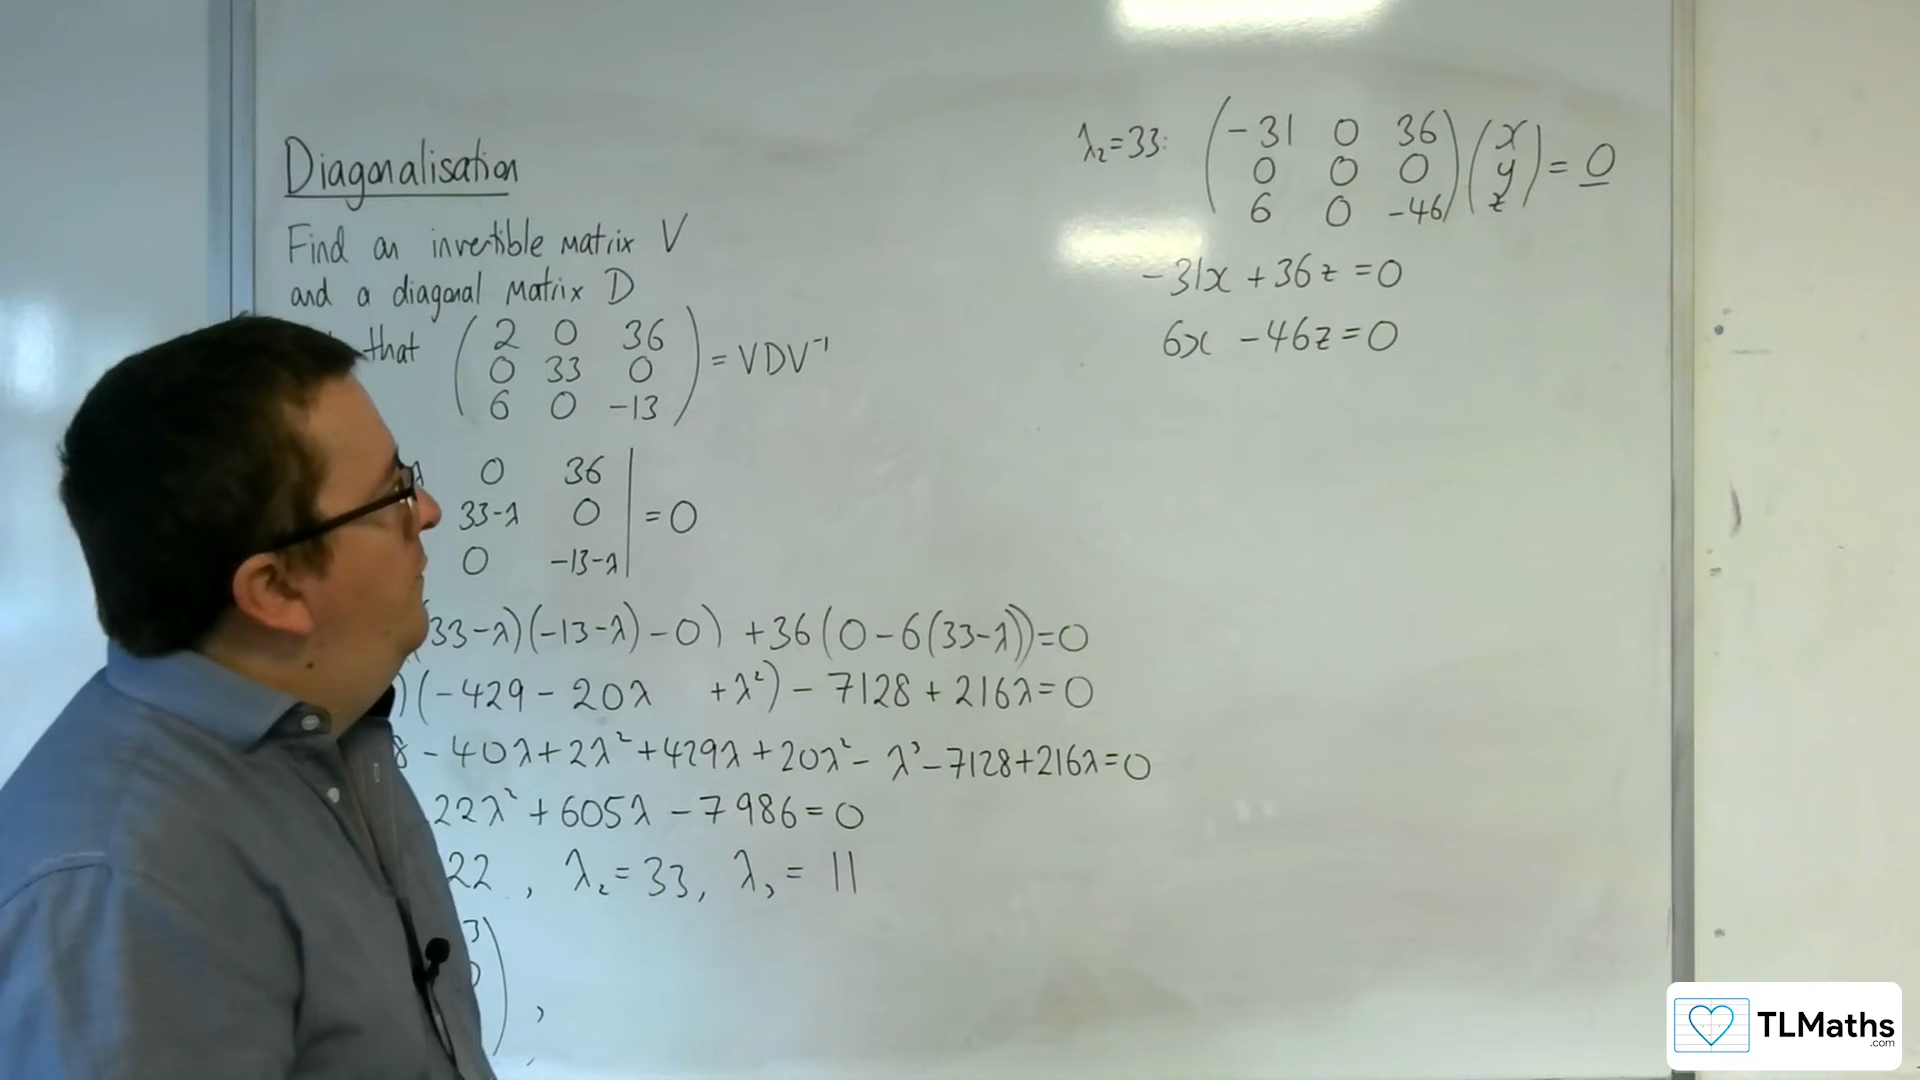 Diagonalisation
Find an invertible matrix V
and a diagonal matrix D
that
2 0 36
0 33 0
6 0 -13
= VDV⁻¹
0 36
33-λ 0
0 -13-λ
= 0
33-λ)(-13-λ)-0) +36(0-6(33-λ))=0
)(-429 - 20λ +λ²) - 7128 + 216λ = 0
8 - 40λ + 2λ² + 429λ + 20λ² - λ³ - 7128 + 216λ = 0
22λ² + 605λ - 7986 = 0
22, λ₂ = 33, λ₃ = 11
,
λ₂=33:
-31 0 36
0 0 0
6 0 -46
x
y
z
= 0
-31x + 36z = 0
6x - 46z = 0
TLMaths
.com